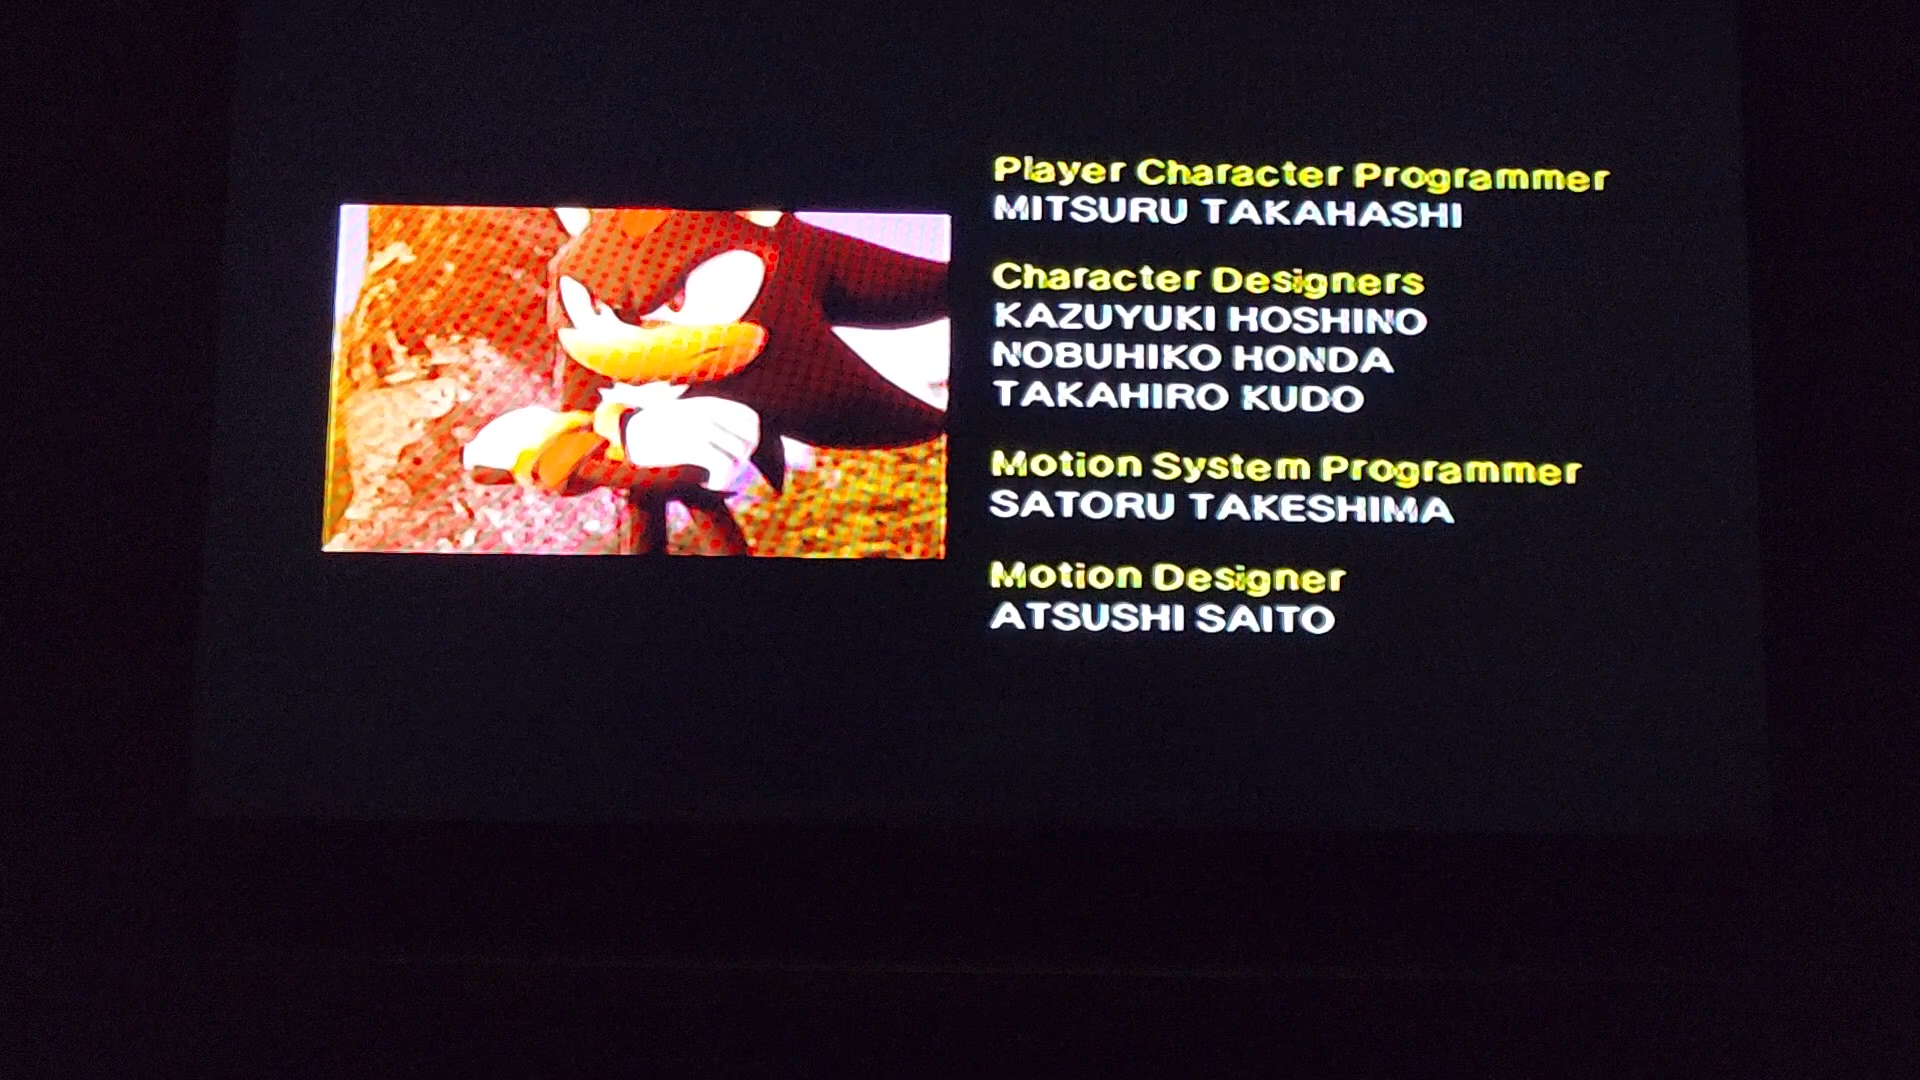 Player Character Programmer
MITSURU TAKAHASHI
Character Designers
KAZUYUKI HOSHINO
NOBUHIKO HONDA
TAKAHIRO KUDO
Motion System Programmer
SATORU TAKESHIMA
Motion Designer
ATSUSHI SAITO